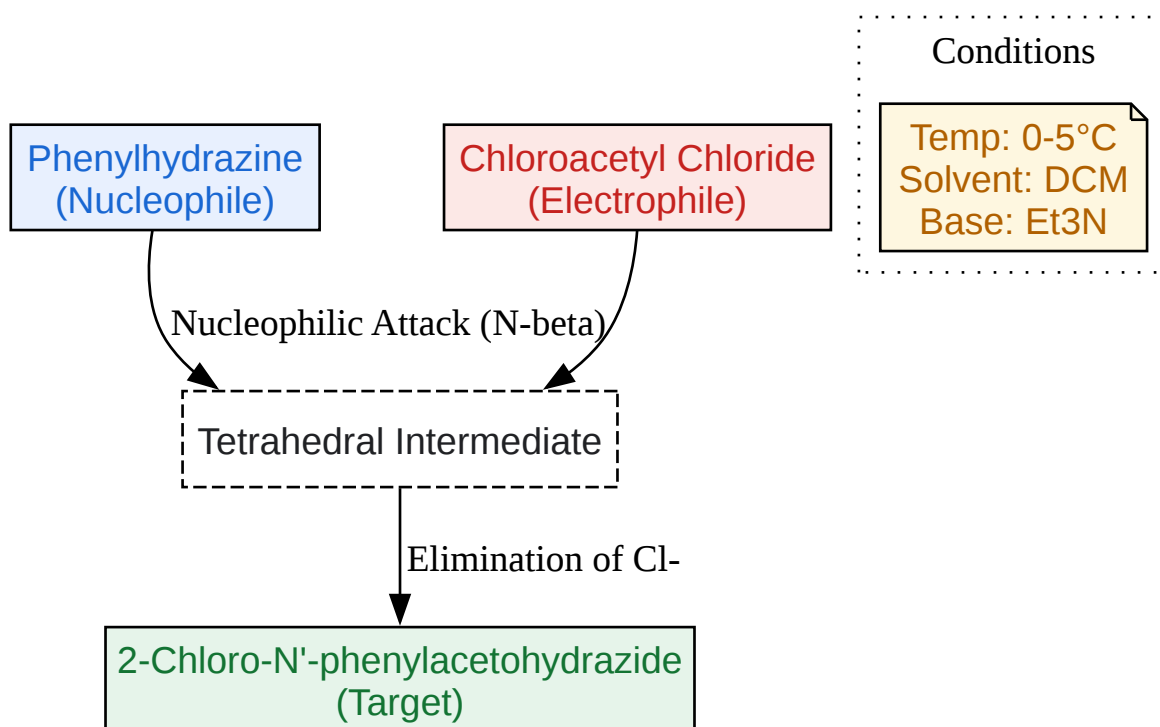 Conditions
Phenylhydrazine
(Nucleophile)
Chloroacetyl Chloride
(Electrophile)
Temp: 0-5°C
Solvent: DCM
Base: Et3N
Nucleophilic Attack (N-beta)
Tetrahedral Intermediate
Elimination of Cl-
2-Chloro-N'-phenylacetohydrazide
(Target)